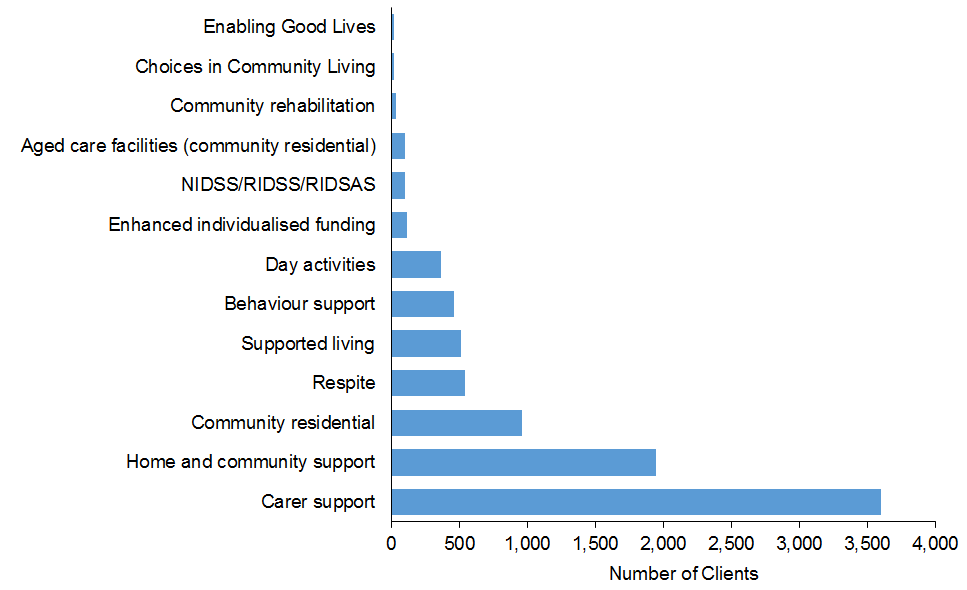 Enabling Good Lives
Choices in Community Living
Community rehabilitation
Aged care facilities (community residential)
NIDSS/RIDSS/RIDSAS
Enhanced individualised funding
Day activities
Behaviour support
Supported living
Respite
Community residential
Home and community support
Carer support
0 500 1,000 1,500 2,000 2,500 3,000 3,500 4,000
Number of Clients